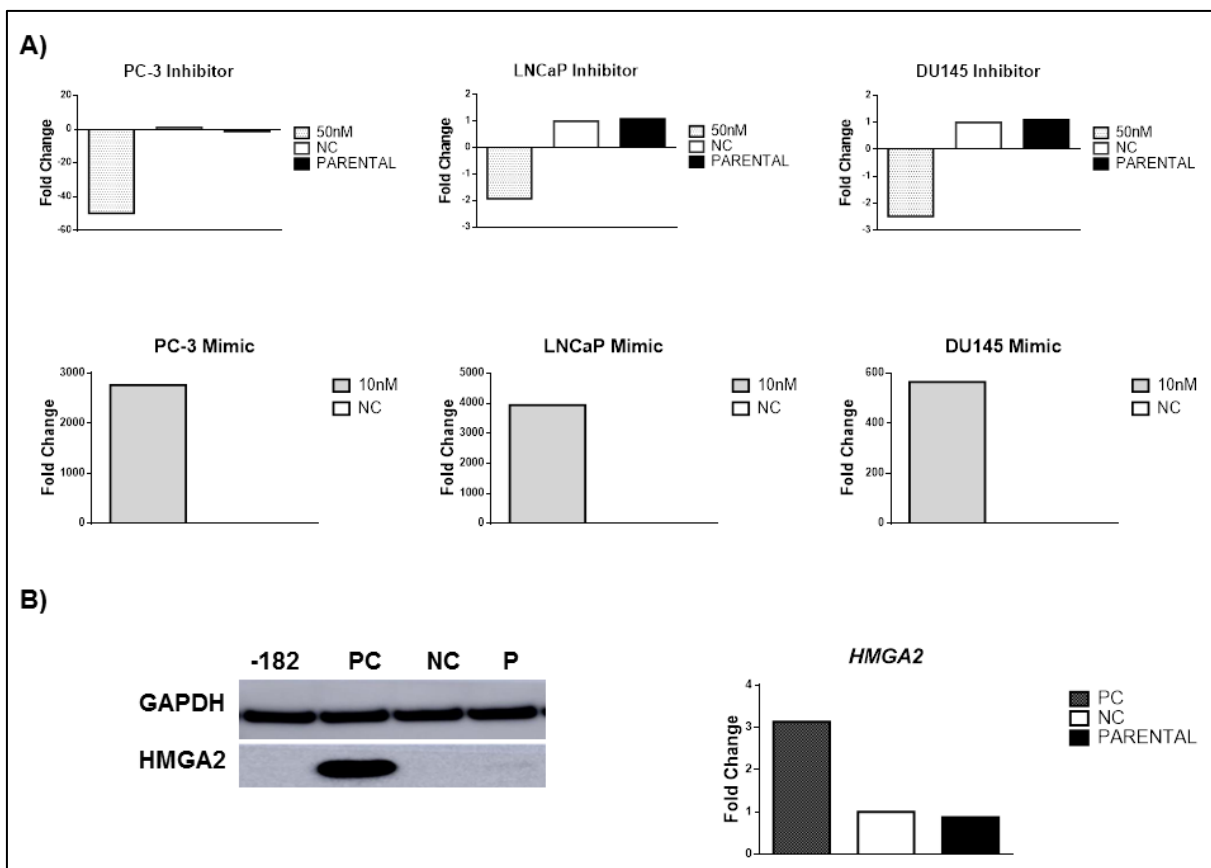 A)
PC-3 Inhibitor
20
0
-20
-40
-60
Fold Change
50nM
NC
PARENTAL
LNCaP Inhibitor
2
1
0
-1
-2
-3
Fold Change
50nM
NC
PARENTAL
DU145 Inhibitor
2
1
0
-1
-2
-3
Fold Change
50nM
NC
PARENTAL
PC-3 Mimic
3000
2000
1000
0
Fold Change
10nM
NC
LNCaP Mimic
5000
4000
3000
2000
1000
0
Fold Change
10nM
NC
DU145 Mimic
600
400
200
0
Fold Change
10nM
NC
B)
-182 PC NC P
GAPDH
HMGA2
HMGA2
4
3
2
1
0
Fold Change
PC
NC
PARENTAL